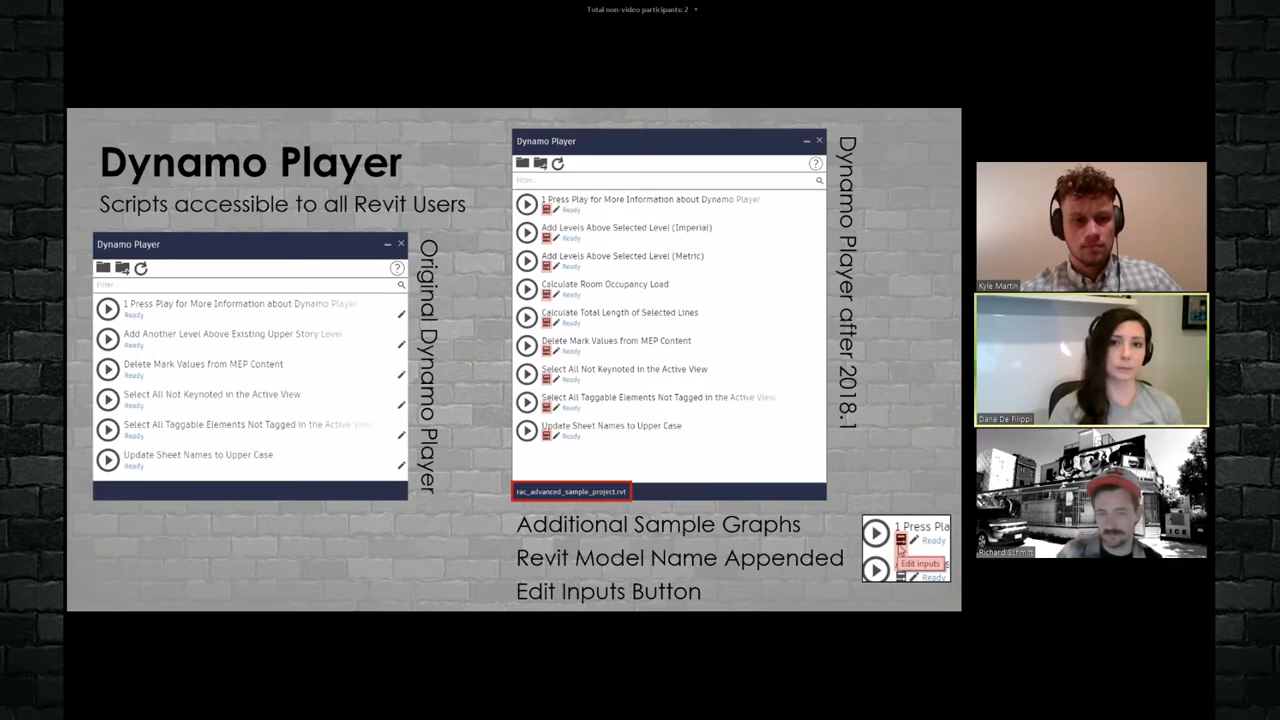 Total non-video participants: 2
Dynamo Player
Scripts accessible to all Revit Users
Dynamo Player
Filter...
1 Press Play for More Information about Dynamo Player
Ready
Add Another Level Above Existing Upper Story Level
Ready
Delete Mark Values from MEP Content
Ready
Select All Not Keynoted in the Active View
Ready
Select All Taggable Elements Not Tagged in the Active View
Ready
Update Sheet Names to Upper Case
Ready
Original Dynamo Player
Dynamo Player
Filter...
1 Press Play for More Information about Dynamo Player
Ready
Add Levels Above Selected Level (Imperial)
Ready
Add Levels Above Selected Level (Metric)
Ready
Calculate Room Occupancy Load
Ready
Calculate Total Length of Selected Lines
Ready
Delete Mark Values from MEP Content
Ready
Select All Not Keynoted in the Active View
Ready
Select All Taggable Elements Not Tagged in the Active View
Ready
Update Sheet Names to Upper Case
Ready
rac_advanced_sample_project.rvt
Dynamo Player after 2018.1
Additional Sample Graphs
Revit Model Name Appended
Edit Inputs Button
1 Press Pla
Ready
Edit inputs
Ready
Kyle Martin
Dana De Filippi
Richard Schmitt
ICE